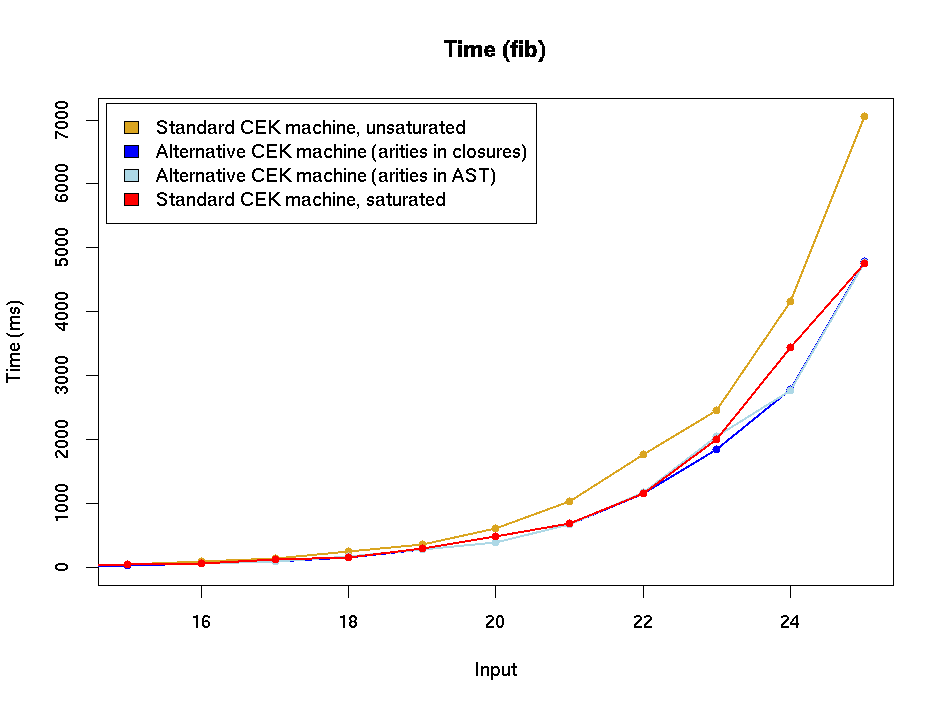 Time (fib)
Standard CEK machine, unsaturated
Alternative CEK machine (arities in closures)
Alternative CEK machine (arities in AST)
Standard CEK machine, saturated
Time (ms)
7000
6000
5000
4000
3000
2000
1000
0
16 18 20 22 24
Input